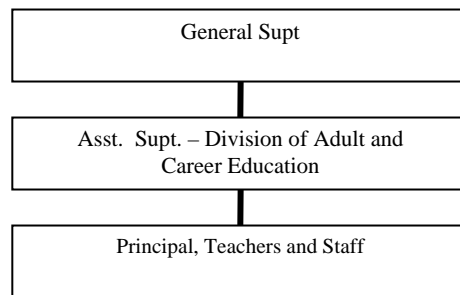 General Supt
Asst. Supt. – Division of Adult and
Career Education
Principal, Teachers and Staff